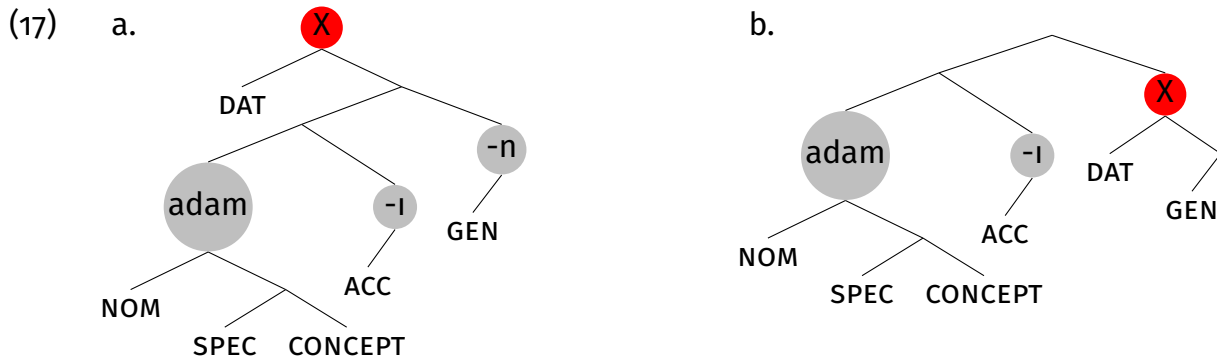 (17) a.
X
DAT
-n
adam
-ı
GEN
ACC
NOM
SPEC CONCEPT
b.
X
adam
-ı
DAT
GEN
ACC
NOM
SPEC CONCEPT